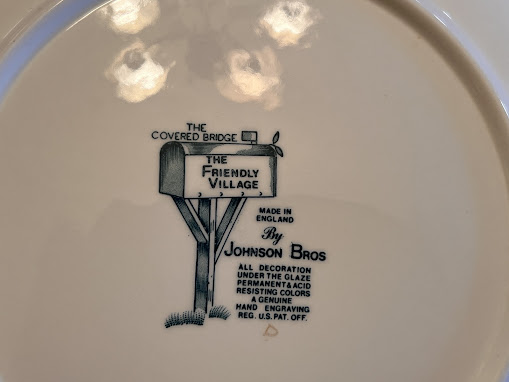 THE
COVERED BRIDGE
THE
FRIENDLY
VILLAGE
MADE IN
ENGLAND
By
JOHNSON BROS
ALL DECORATION
UNDER THE GLAZE
PERMANENT & ACID
RESISTING COLORS
A GENUINE
HAND ENGRAVING
REG. U.S. PAT. OFF.